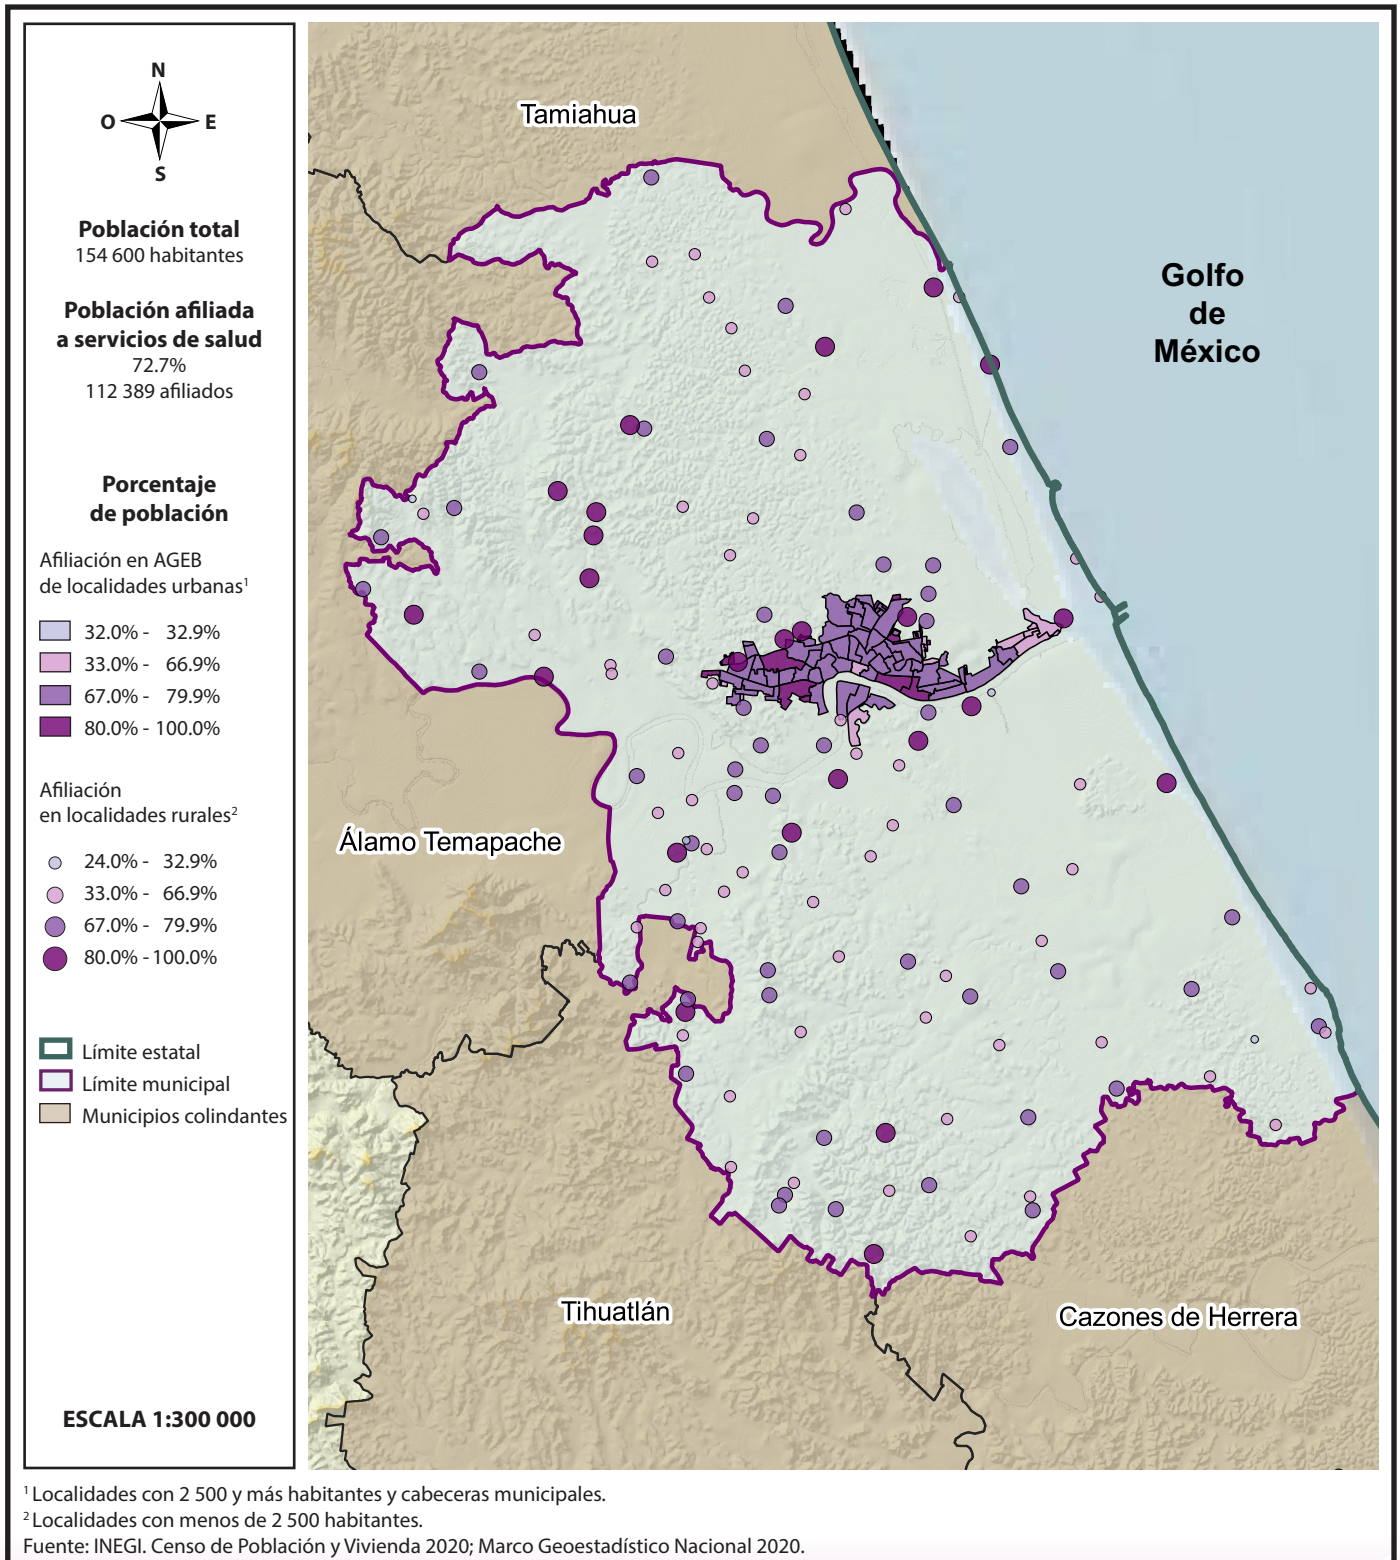 N
O E
S
Población total
154 600 habitantes
Población afiliada
a servicios de salud
72.7%
112 389 afiliados
Porcentaje
de población
Afiliación en AGEB
de localidades urbanas¹
32.0% - 32.9%
33.0% - 66.9%
67.0% - 79.9%
80.0% - 100.0%
Afiliación
en localidades rurales²
24.0% - 32.9%
33.0% - 66.9%
67.0% - 79.9%
80.0% - 100.0%
Límite estatal
Límite municipal
Municipios colindantes
ESCALA 1:300 000
Tamiahua
Golfo
de
México
Álamo Temapache
Tihuatlán
Cazones de Herrera
¹ Localidades con 2 500 y más habitantes y cabeceras municipales.
² Localidades con menos de 2 500 habitantes.
Fuente: INEGI. Censo de Población y Vivienda 2020; Marco Geoestadístico Nacional 2020.